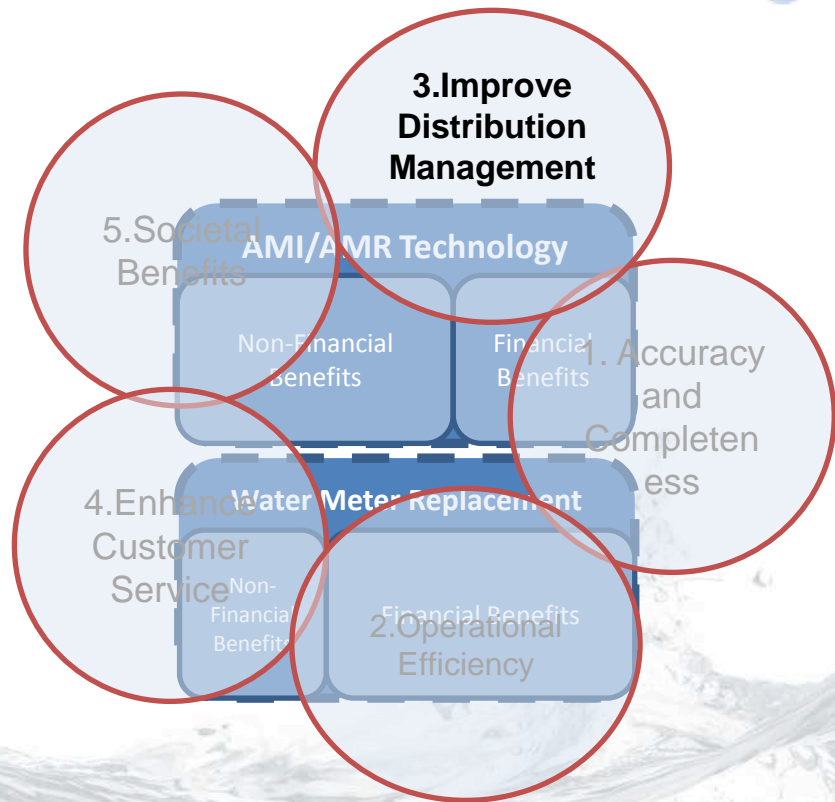 3.Improve
Distribution
Management
5.Societal
Benefits
AMI/AMR Technology
Non-Financial
Benefits
Financial
Benefits
1. Accuracy
and
Completen
ess
Water Meter Replacement
4.Enhance
Customer
Service
Non-
Financial
Benefits
Financial Benefits
2.Operational
Efficiency